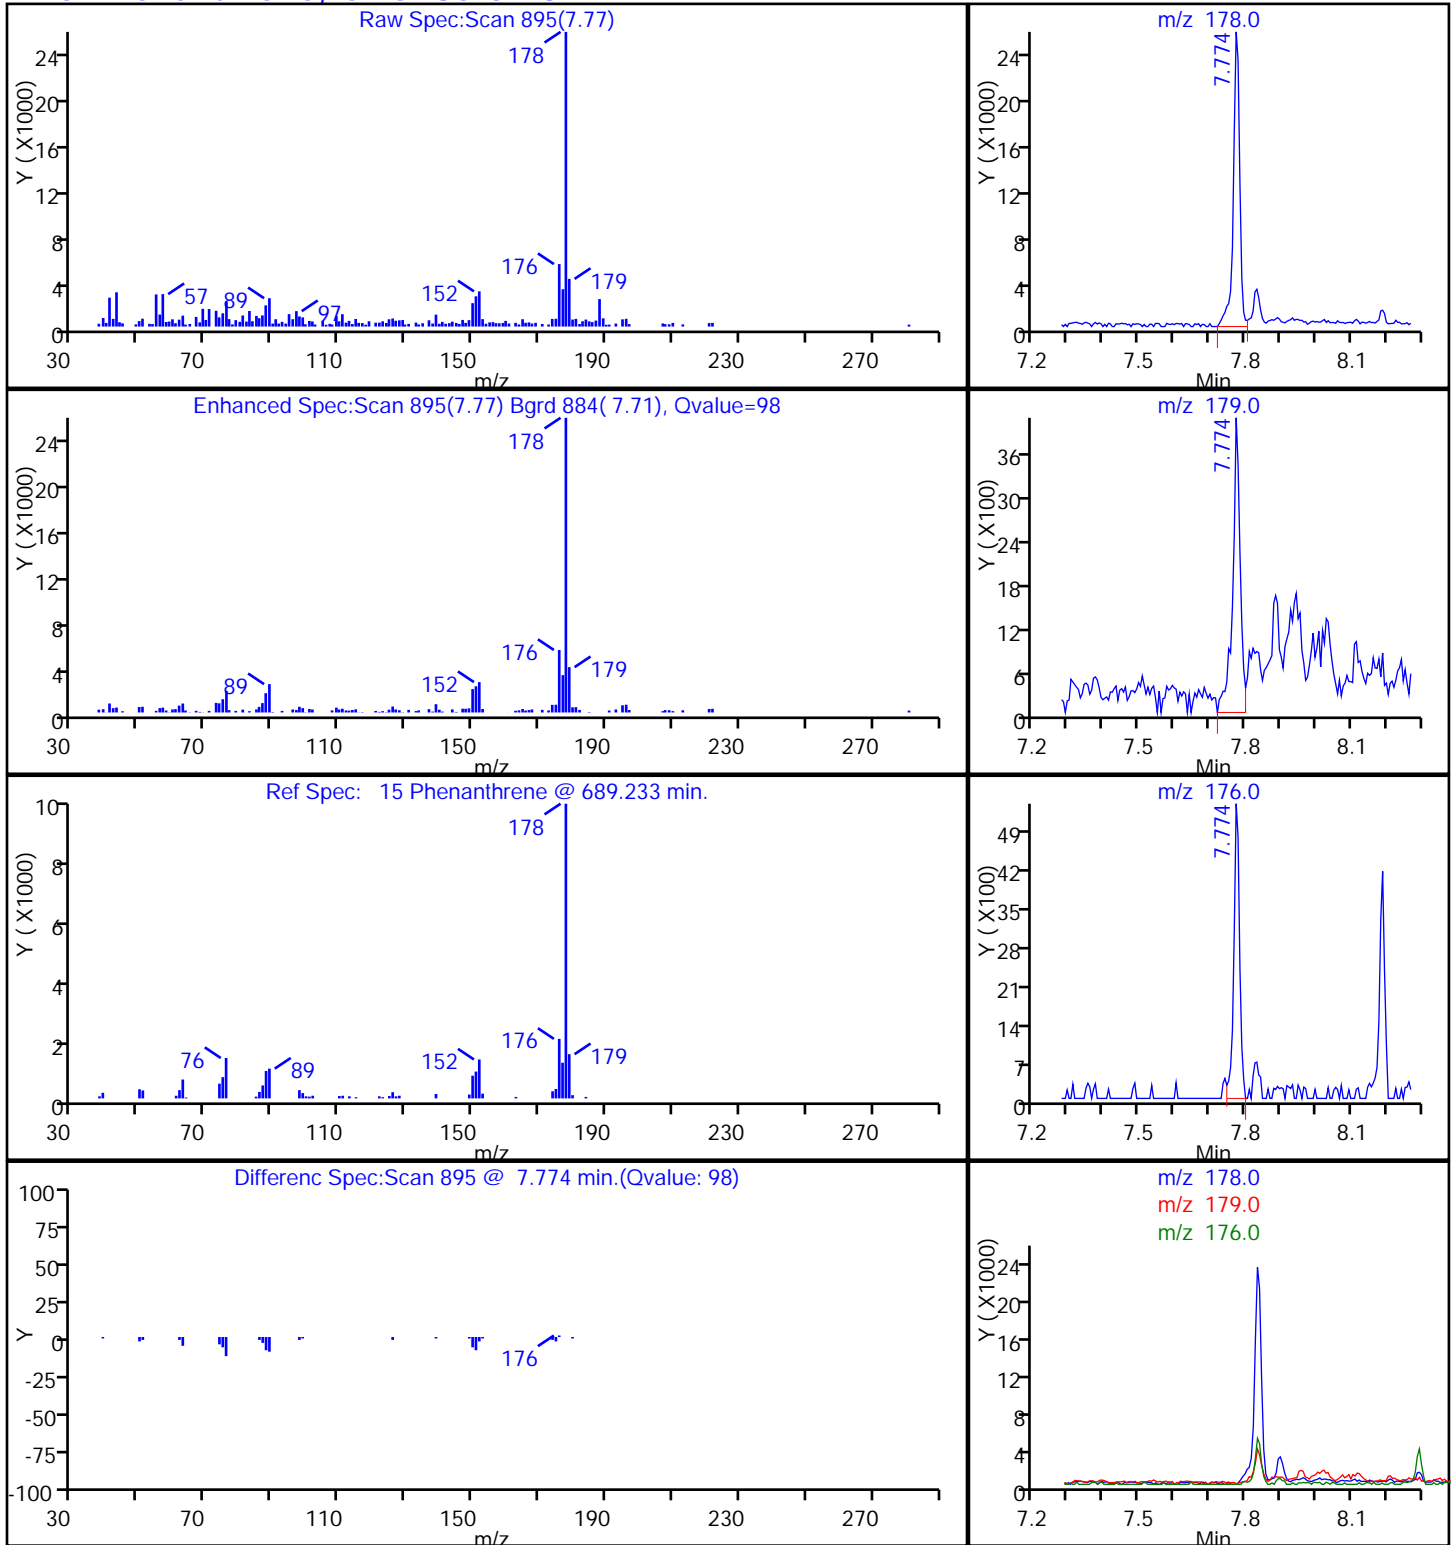 Raw Spec:Scan 895(7.77)
Y ( X1000)
24
20
16
12
8
4
0
178
176
179
152
57
89
97
30 70 110 150 190 230 270
m/z
m/z 178.0
7.774
Y ( X1000)
24
20
16
12
8
4
0
7.2 7.5 7.8 8.1
Min
Enhanced Spec:Scan 895(7.77) Bgrd 884( 7.71), Qvalue=98
Y ( X1000)
24
20
16
12
8
4
0
178
176
179
152
89
30 70 110 150 190 230 270
m/z
m/z 179.0
7.774
Y ( X100)
36
30
24
18
12
6
0
7.2 7.5 7.8 8.1
Min
Ref Spec: 15 Phenanthrene @ 689.233 min.
Y ( X1000)
10
8
6
4
2
0
178
176
179
152
76
89
30 70 110 150 190 230 270
m/z
m/z 176.0
7.774
Y ( X100)
49
42
35
28
21
14
7
0
7.2 7.5 7.8 8.1
Min
Differenc Spec:Scan 895 @ 7.774 min.(Qvalue: 98)
Y
100
75
50
25
0
-25
-50
-75
-100
176
30 70 110 150 190 230 270
m/z
m/z 178.0
m/z 179.0
m/z 176.0
Y ( X1000)
24
20
16
12
8
4
0
7.2 7.5 7.8 8.1
Min